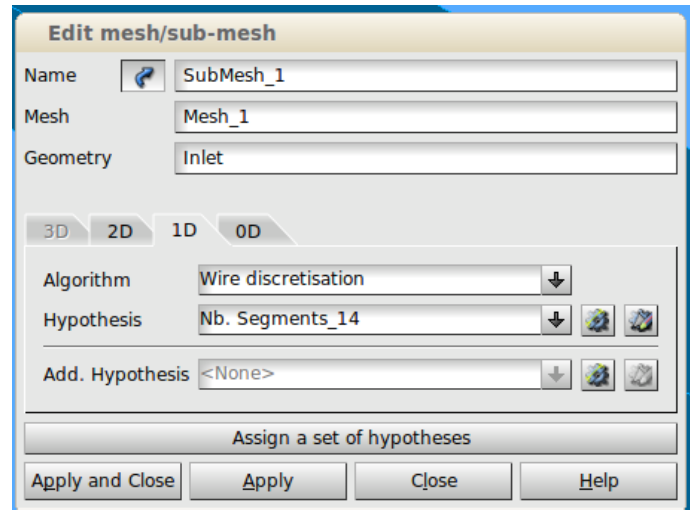 Edit mesh/sub-mesh
Name SubMesh_1
Mesh Mesh_1
Geometry Inlet
3D 2D 1D 0D
Algorithm Wire discretisation
Hypothesis Nb. Segments_14
Add. Hypothesis <None>
Assign a set of hypotheses
Apply and Close Apply Close Help